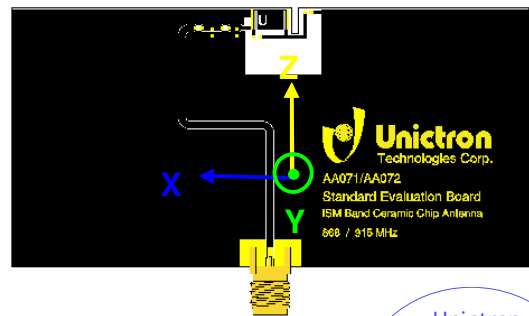 U
Z
Unictron
Technologies Corp.
X
AA071/AA072
Standard Evaluation Board
ISM Band Ceramic Chip Antenna
Y
868 / 915 MHz
Unictron